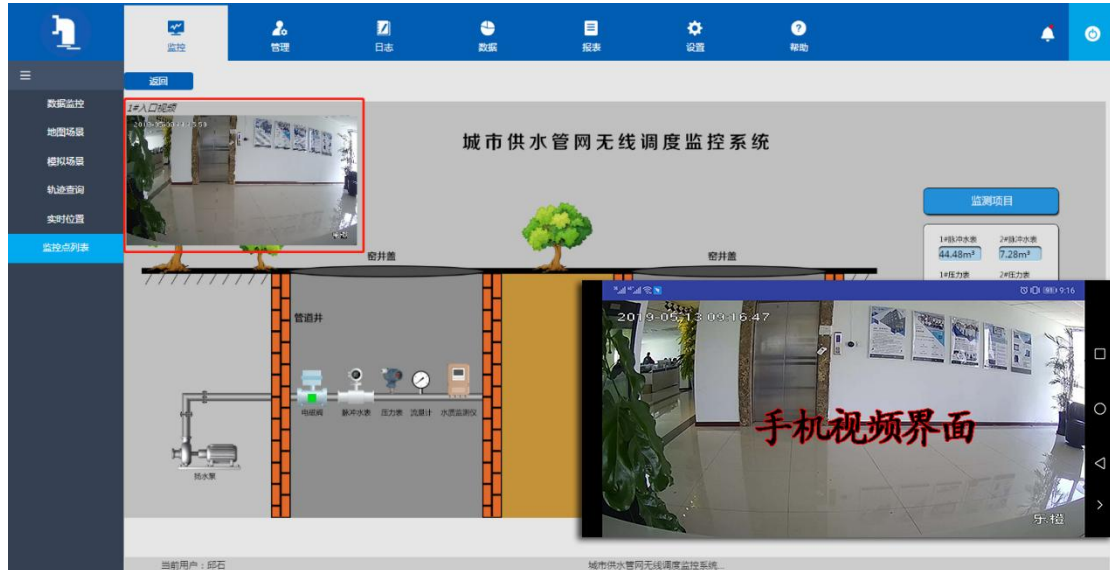 监控
管理
日志
数据
报表
设置
帮助
返回
数据监控
地图场景
模拟场景
轨迹查询
实时位置
监控点列表
1#入口视频
城市供水管网无线调度监控系统
监测项目
1#脉冲水表 2#脉冲水表
44.48m³ 7.28m³
1#压力表 2#压力表
窑井盖
窑井盖
管道井
电磁阀 脉冲水表 压力表 流量计 水质监测仪
扬水泵
9:16
2019-05-13 09:16:47
手机视频界面
乐橙
当前用户：邱石
城市供水管网无线调度监控系统...